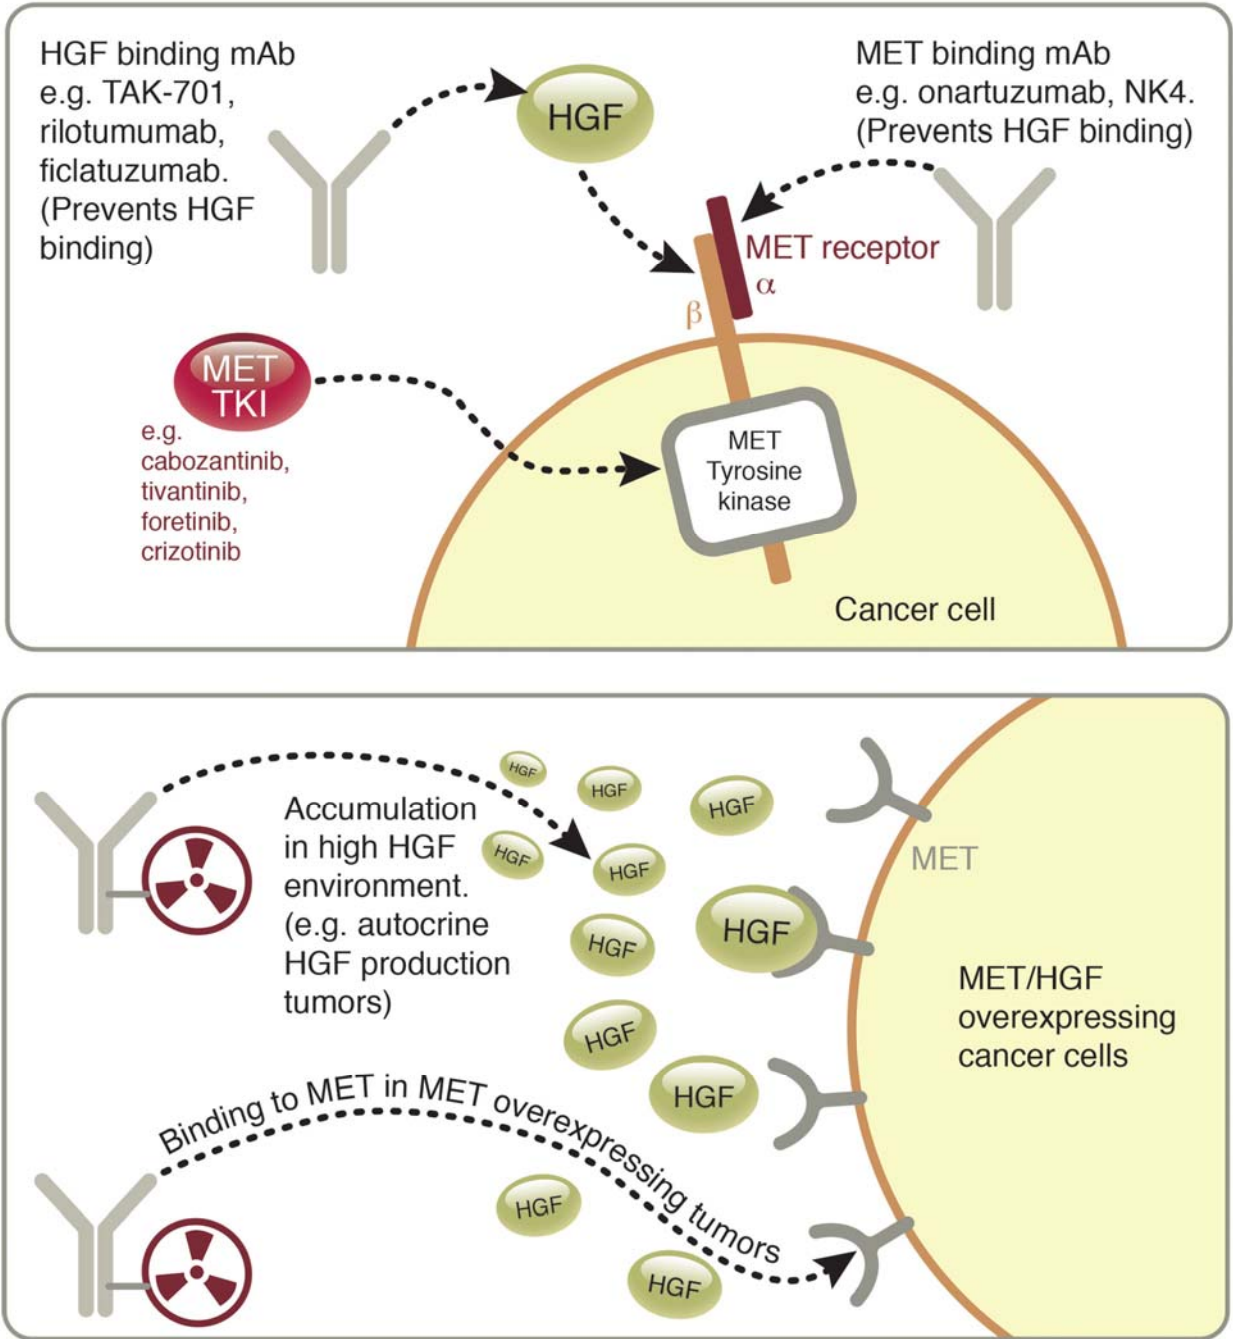 HGF binding mAb
e.g. TAK-701,
rilotumumab,
ficlatuzumab.
(Prevents HGF
binding)
HGF
MET binding mAb
e.g. onartuzumab, NK4.
(Prevents HGF binding)
MET receptor
α
β
MET
TKI
e.g.
cabozantinib,
tivantinib,
foretinib,
crizotinib
MET
Tyrosine
kinase
Cancer cell
HGF
HGF
HGF
HGF
HGF
Accumulation
in high HGF
environment.
(e.g. autocrine
HGF production
tumors)
MET
HGF
HGF
HGF
HGF
MET/HGF
overexpressing
cancer cells
Binding to MET in MET overexpressing tumors
HGF
HGF